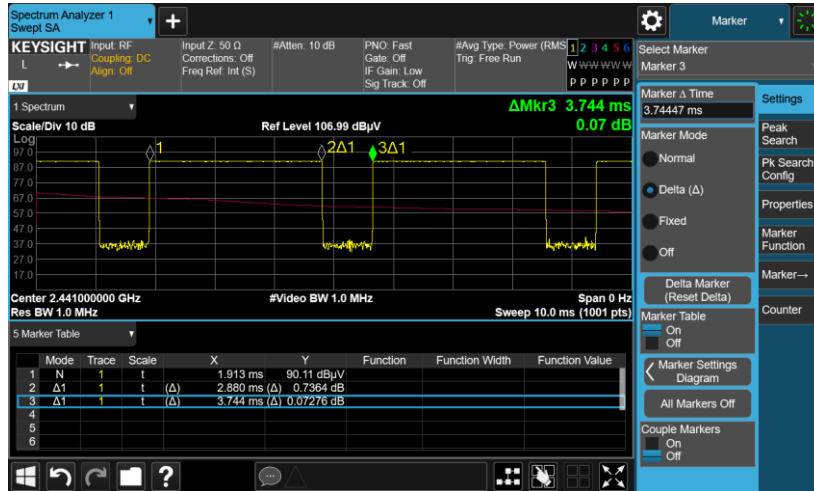 Spectrum Analyzer 1
Swept SA
KEYSIGHT
L
LXI
Input: RF
Coupling: DC
Align: Off
Input Z: 50 Ω
Corrections: Off
Freq Ref: Int (S)
#Atten: 10 dB
PNO: Fast
Gate: Off
IF Gain: Low
Sig Track: Off
#Avg Type: Power (RMS
Trig: Free Run
1 2 3 4 5 6
W W W W W W
P P P P P P
1 Spectrum
Scale/Div 10 dB
Ref Level 106.99 dBµV
ΔMkr3 3.744 ms
0.07 dB
Log
97.0
87.0
77.0
67.0
57.0
47.0
37.0
27.0
17.0
1
2Δ1
3Δ1
Center 2.441000000 GHz
#Video BW 1.0 MHz
Span 0 Hz
Res BW 1.0 MHz
Sweep 10.0 ms (1001 pts)
5 Marker Table
Mode Trace Scale X Y Function Function Width Function Value
1 N 1 t 1.913 ms 90.11 dBµV
2 Δ1 1 t (Δ) 2.880 ms (Δ) 0.7364 dB
3 Δ1 1 t (Δ) 3.744 ms (Δ) 0.07276 dB
4
5
6
?
Marker
Select Marker
Marker 3
Marker Δ Time
3.74447 ms
Marker Mode
Normal
Delta (Δ)
Fixed
Off
Delta Marker
(Reset Delta)
Marker Table
On
Off
Marker Settings
Diagram
All Markers Off
Couple Markers
On
Off
Settings
Peak
Search
Pk Search
Config
Properties
Marker
Function
Marker→
Counter